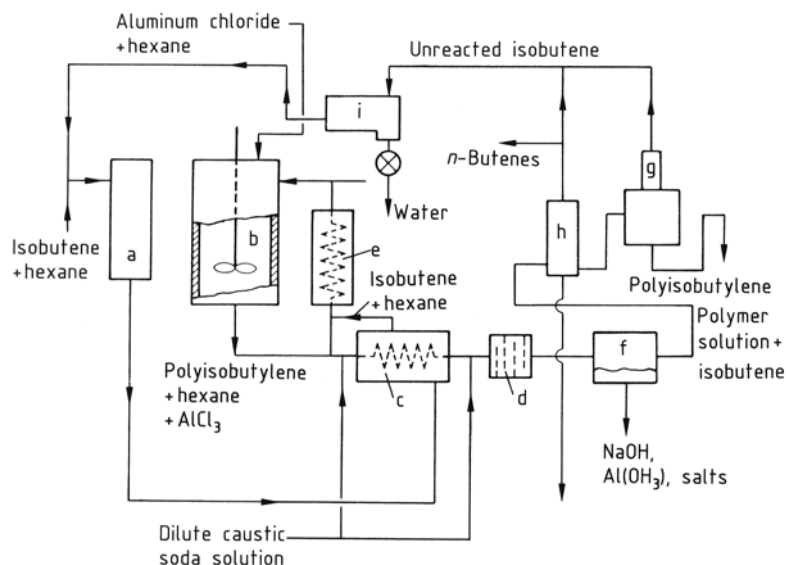 Aluminum chloride
+hexane
Unreacted isobutene
i
n-Butenes
g
Water
a
b
e
h
Isobutene
+hexane
Isobutene
+hexane
Polyisobutylene
Polymer
solution+
isobutene
f
Polyisobutylene
+ hexane
+ AlCl3
c
d
NaOH,
Al(OH3), salts
Dilute caustic
soda solution